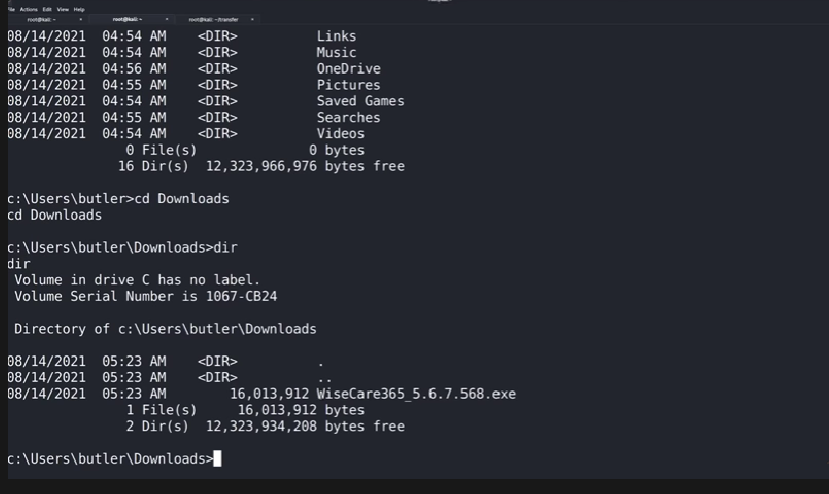 File Actions Edit View Help
root@kali: ~ × root@kali: ~ × root@kali: ~/transfer ×
08/14/2021  04:54 AM    <DIR>          Links
08/14/2021  04:54 AM    <DIR>          Music
08/14/2021  04:56 AM    <DIR>          OneDrive
08/14/2021  04:55 AM    <DIR>          Pictures
08/14/2021  04:54 AM    <DIR>          Saved Games
08/14/2021  04:55 AM    <DIR>          Searches
08/14/2021  04:54 AM    <DIR>          Videos
0 File(s)              0 bytes
16 Dir(s)  12,323,966,976 bytes free
c:\Users\butler>cd Downloads
cd Downloads
c:\Users\butler\Downloads>dir
dir
Volume in drive C has no label.
Volume Serial Number is 1067-CB24
Directory of c:\Users\butler\Downloads
08/14/2021  05:23 AM    <DIR>          .
08/14/2021  05:23 AM    <DIR>          ..
08/14/2021  05:23 AM        16,013,912 WiseCare365_5.6.7.568.exe
1 File(s)     16,013,912 bytes
2 Dir(s)  12,323,934,208 bytes free
c:\Users\butler\Downloads>